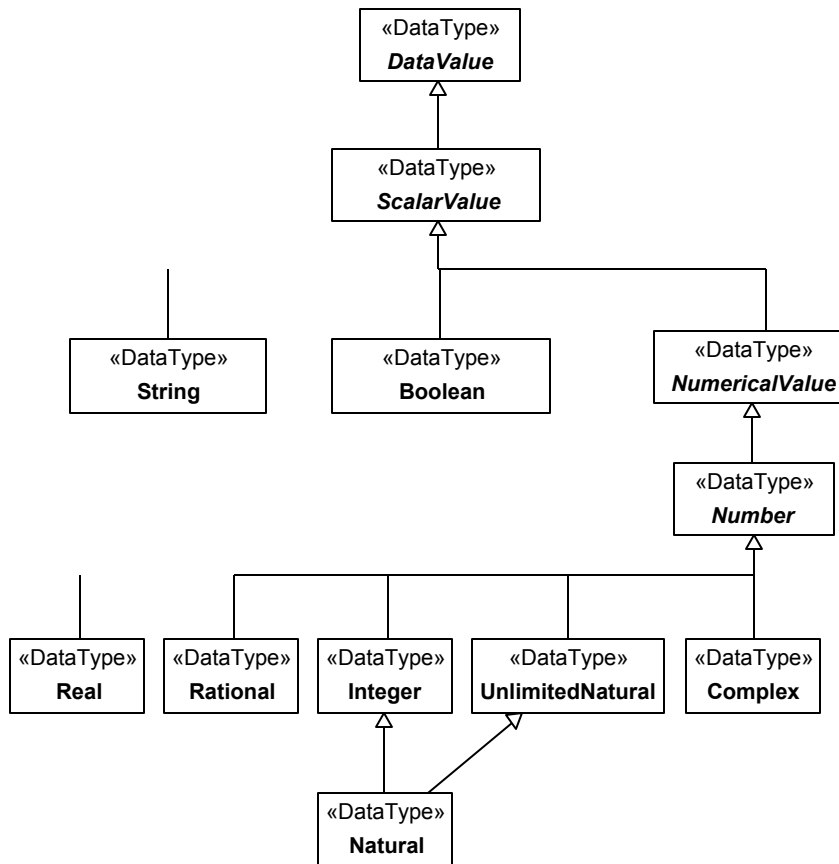 «DataType»
DataValue
«DataType»
ScalarValue
«DataType»
String
«DataType»
Boolean
«DataType»
NumericalValue
«DataType»
Number
«DataType»
Real
«DataType»
Rational
«DataType»
Integer
«DataType»
UnlimitedNatural
«DataType»
Complex
«DataType»
Natural